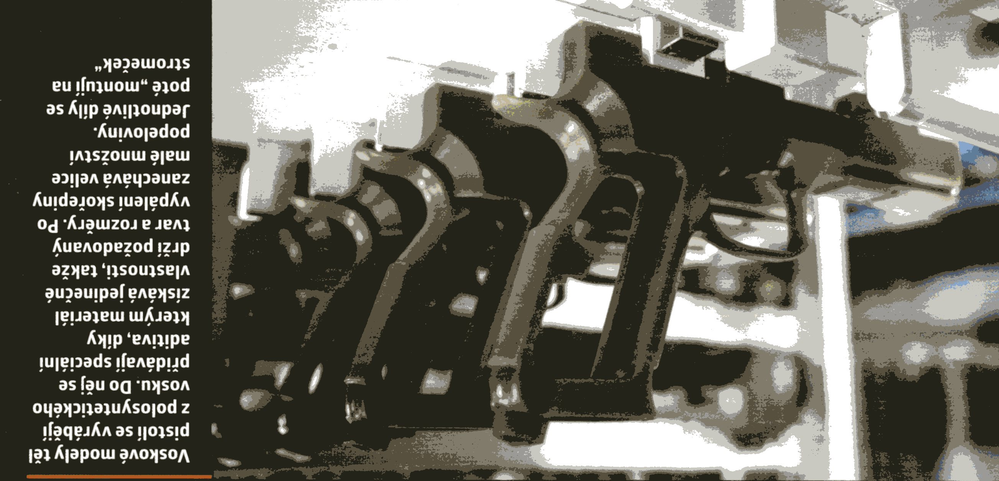 Voskové modely těl
pistolí se vyrábějí
z polosyntetického
vosku. Do něj se
přidávají speciální
aditiva, díky
kterým materiál
získává jedinečné
vlastnosti, takže
drží požadovaný
tvar a rozměry. Po
vypálení skořepiny
zanechává velice
malé množství
popeloviny.
Jednotlivé díly se
poté „montují na
stromeček“